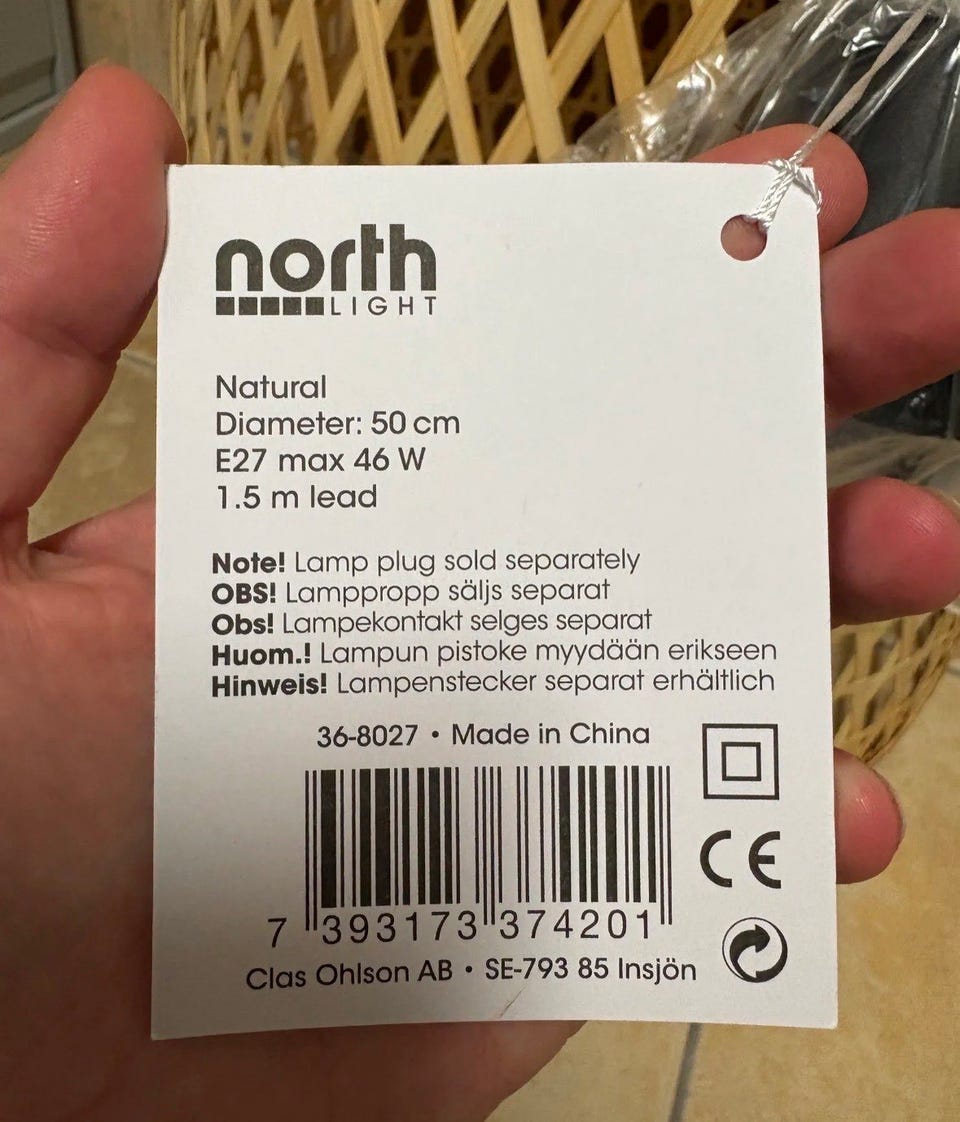 north
LIGHT
Natural
Diameter: 50 cm
E27 max 46 W
1.5 m lead
Note! Lamp plug sold separately
OBS! Lamppropp säljs separat
Obs! Lampekontakt selges separat
Huom.! Lampun pistoke myydään erikseen
Hinweis! Lampenstecker separat erhältlich
36-8027 • Made in China
CE
7 393173 374201
Clas Ohlson AB • SE-793 85 Insjön